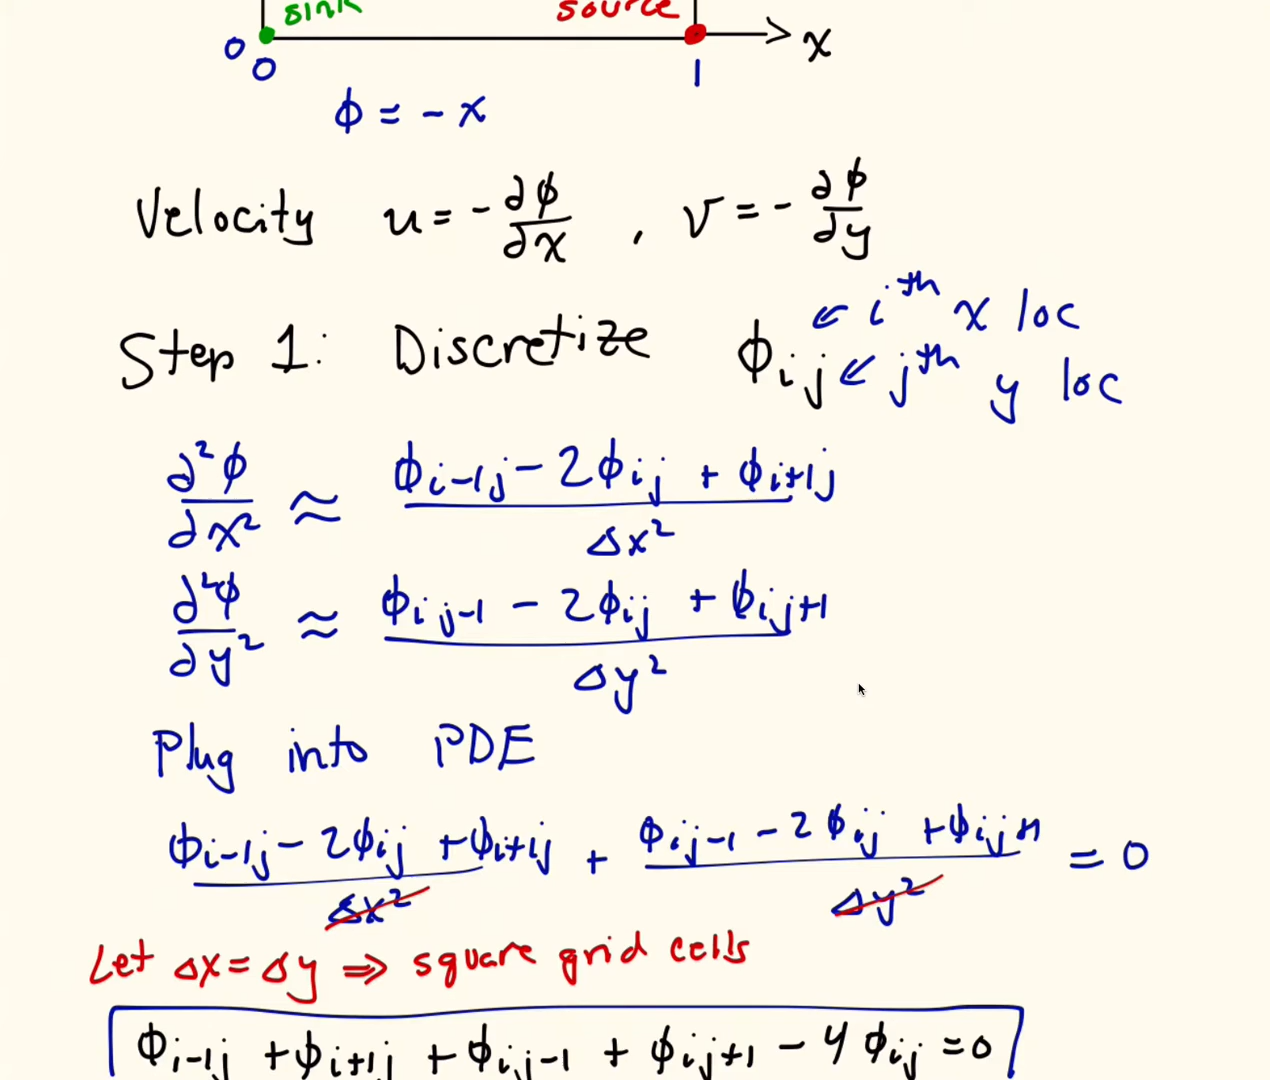 sink source
0 x
0 1
φ = - x
Velocity u = - ∂φ/∂x , v = - ∂φ/∂y
Step 1: Discretize φij ← ith x loc
← jth y loc
∂²φ/∂x² ≈ (φi-1j - 2φij + φi+1j)/Δx²
∂²φ/∂y² ≈ (φij-1 - 2φij + φij+1)/Δy²
Plug into PDE
(φi-1j - 2φij + φi+1j)/Δx² + (φij-1 - 2φij + φij+1)/Δy² = 0
Let Δx = Δy ⇒ square grid cells
φi-1j + φi+1j + φij-1 + φij+1 - 4φij = 0